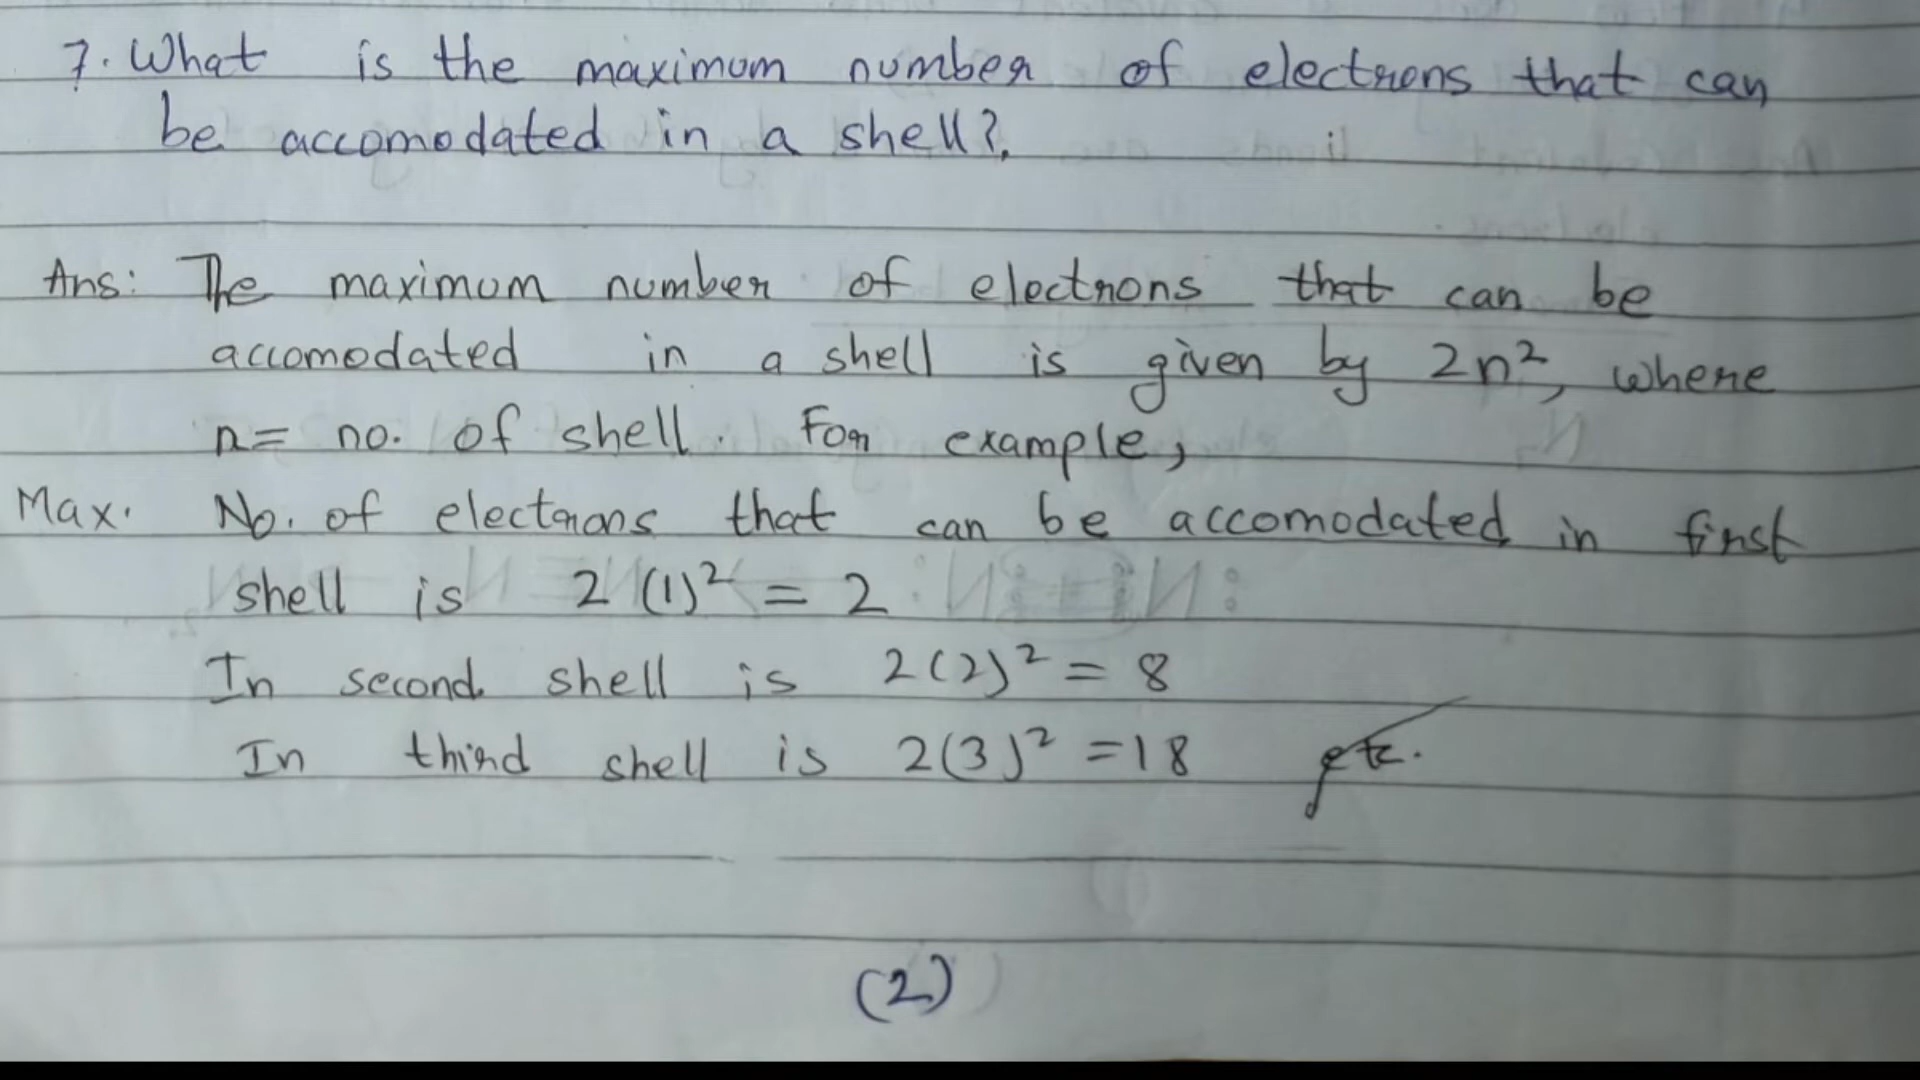 7. What is the maximum number of electrons that can
be accomodated in a shell?
Ans: The maximum number of electrons that can be
accomodated in a shell is given by 2n², where
n= no. of shell. For example,
Max. No. of electrons that can be accomodated in first
shell is 2(1)² = 2
In second shell is 2(2)² = 8
In third shell is 2(3)² = 18 etc.
(2)